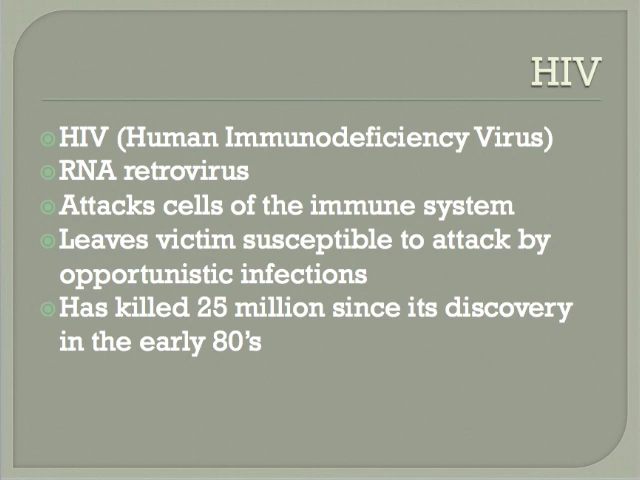 HIV
HIV (Human Immunodeficiency Virus)
RNA retrovirus
Attacks cells of the immune system
Leaves victim susceptible to attack by
opportunistic infections
Has killed 25 million since its discovery
in the early 80’s